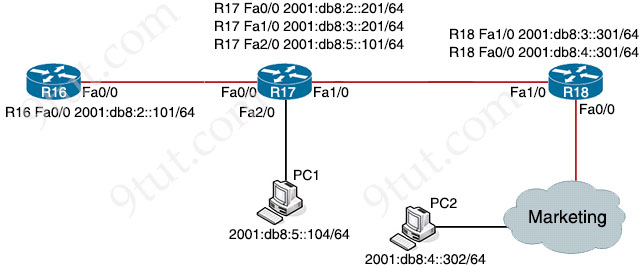 R17 Fa0/0 2001:db8:2::201/64
R17 Fa1/0 2001:db8:3::201/64
R17 Fa2/0 2001:db8:5::101/64
R18 Fa1/0 2001:db8:3::301/64
R18 Fa0/0 2001:db8:4::301/64
R16
Fa0/0
Fa0/0
R17
Fa1/0
Fa1/0
R18
R16 Fa0/0 2001:db8:2::101/64
Fa2/0
Fa0/0
PC1
2001:db8:5::104/64
PC2
2001:db8:4::302/64
Marketing
9tut.com
9tut.com
9tut.com